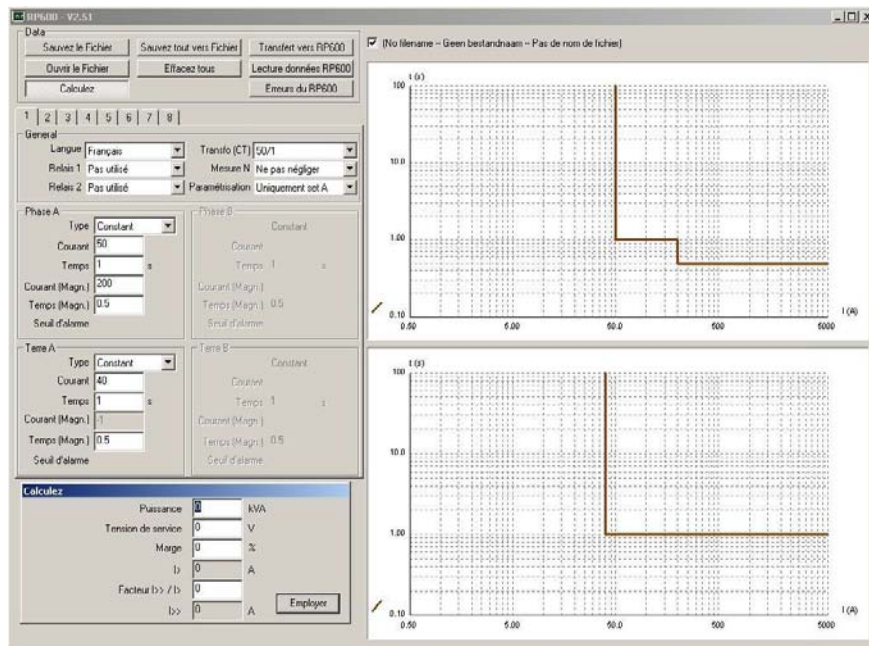 RP600 - V2.51
Data
Sauvez le Fichier Sauvez tout vers Fichier Transfert vers RP600
Ouvrir le Fichier Effacez tous Lecture données RP600
Calculez Erreurs du RP600
1 2 3 4 5 6 7 8
General
Langue Français Transfo (CT) 50/1
Relais 1 Pas utilisé Mesure N Ne pas négliger
Relais 2 Pas utilisé Paramétrisation Uniquement set A
Phase A
Type Constant
Courant 50
Temps 1 s
Courant (Magn.) 200
Temps (Magn.) 0.5
Seuil d'alarme
Phase B
Constant
Courant
Temps 1 s
Courant (Magn.)
Temps (Magn.) 0.5
Seuil d'alarme
Terre A
Type Constant
Courant 40
Temps 1 s
Courant (Magn.) -1
Temps (Magn.) 0.5
Seuil d'alarme
Terre B
Constant
Courant
Temps 1 s
Courant (Magn.)
Temps (Magn.) 0.5
Seuil d'alarme
Calculez
Puissance 0 kVA
Tension de service 0 V
Marge 0 %
I> 0 A
Facteur I>> / I> 0
I>> 0 A
Employer
(No filename -- Geen bestandnaam -- Pas de nom de fichier)
t (s)
100
10.0
1.00
0.10
0.50 5.00 50.0 500 5000
I (A)
t (s)
100
10.0
1.00
0.10
0.50 5.00 50.0 500 5000
I (A)